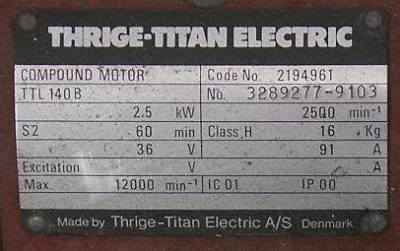 THRIGE-TITAN ELECTRIC
COMPOUND MOTOR Code No. 2194961
TTL 140 B No. 3289277-9103
2.5 kW 2500 min⁻¹
S2 60 min Class. H 16 Kg
36 V 91 A
Excitation V A
Max. 12000 min⁻¹ IC 01 IP 00
Made by Thrige-Titan Electric A/S Denmark